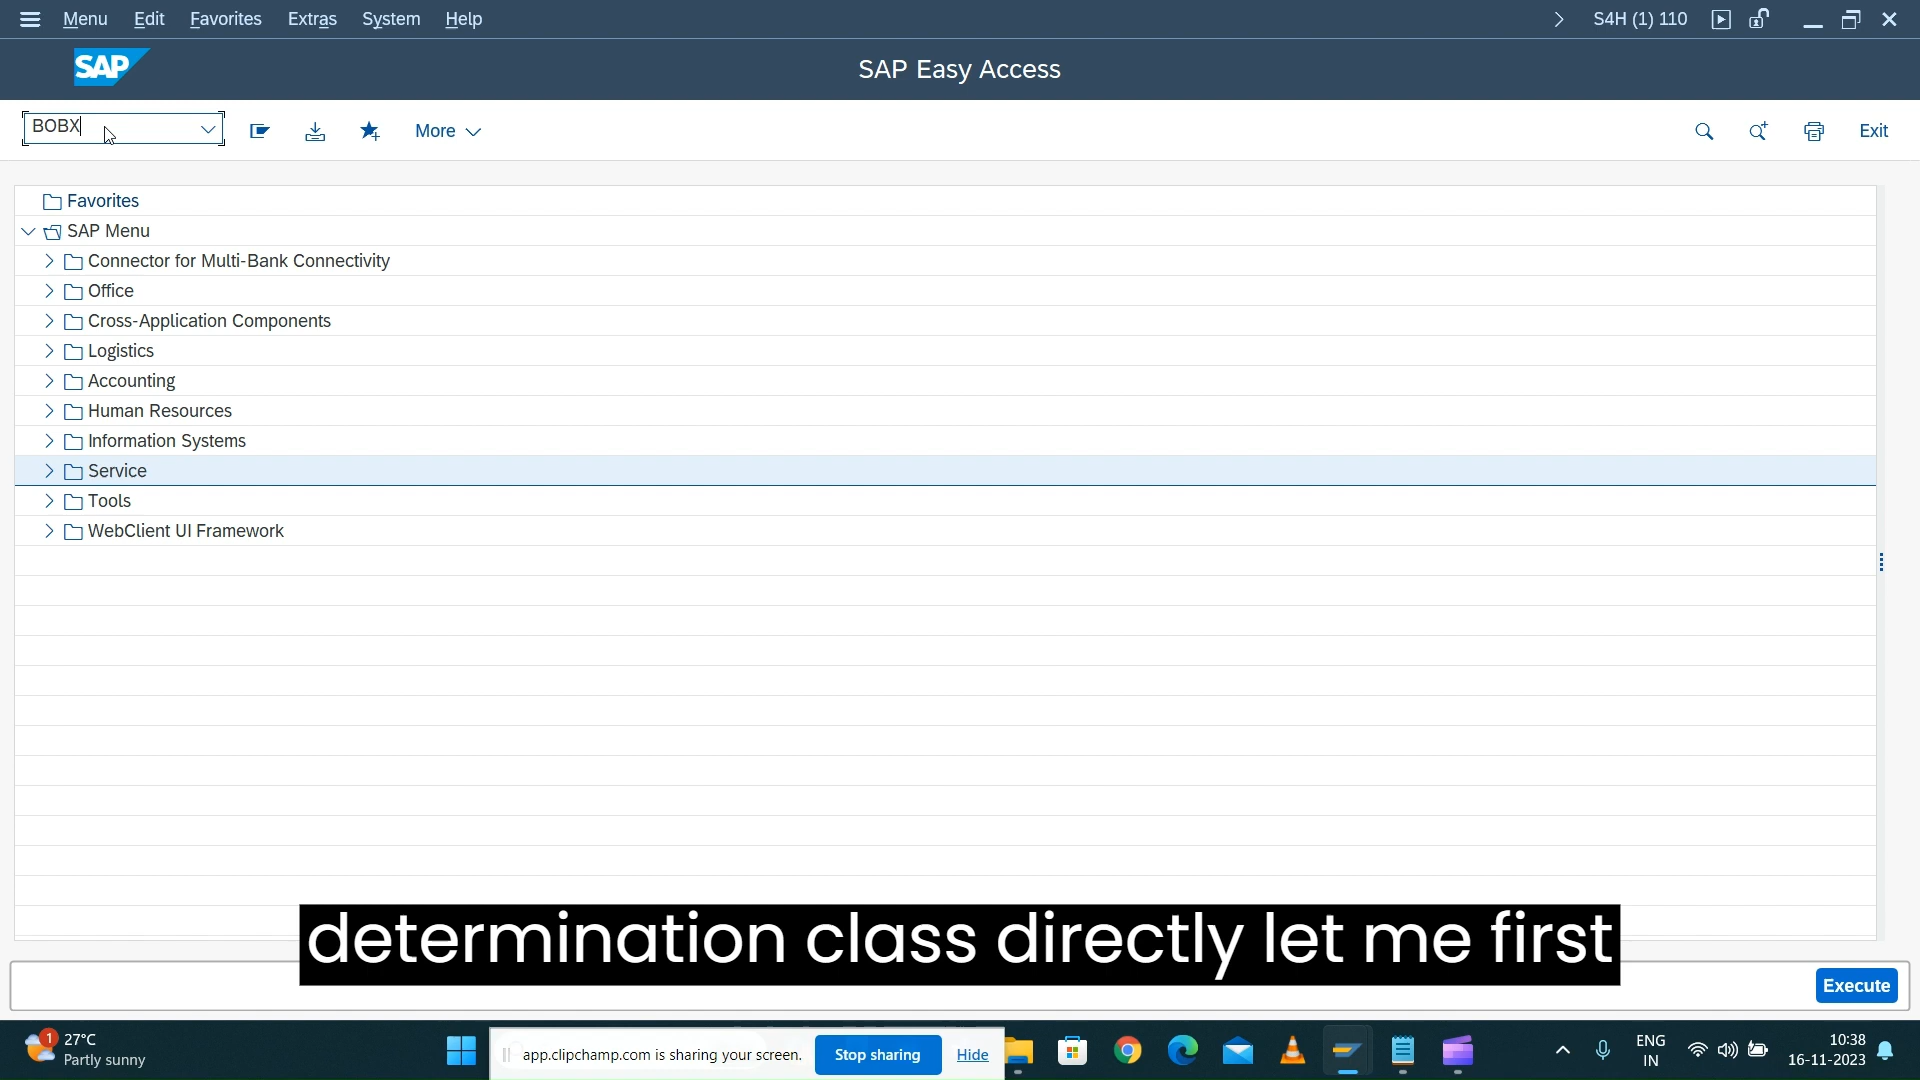 Menu Edit Favorites Extras System Help S4H (1) 110
SAP SAP Easy Access
BOBX More Exit
Favorites
SAP Menu
Connector for Multi-Bank Connectivity
Office
Cross-Application Components
Logistics
Accounting
Human Resources
Information Systems
Service
Tools
WebClient UI Framework
determination class directly let me first
Execute
1 27°C
Partly sunny
app.clipchamp.com is sharing your screen. Stop sharing Hide
ENG
IN
10:38
16-11-2023